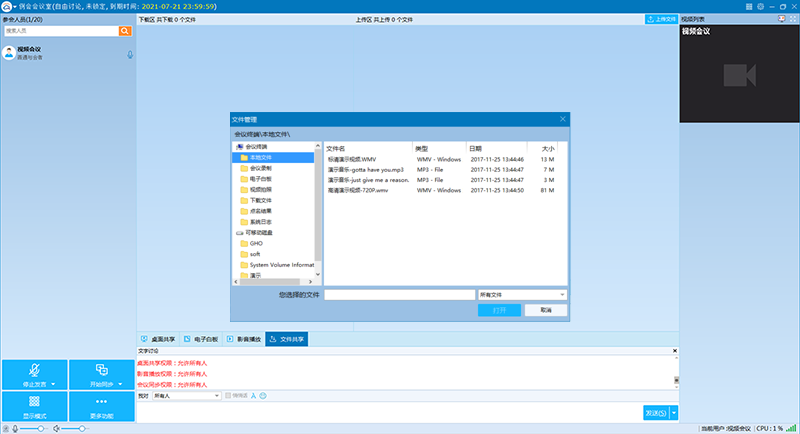 例会会议室(自由讨论, 未锁定, 到期时间: 2021-07-21 23:59:59)
参会人员(1/20)
搜索人员
视频会议
普通与会者
下载区 共下载 0 个文件
上传区 共上传 0 个文件
上传文件
视频列表
视频会议
文件管理
会议终端\本地文件\
会议终端
本地文件
会议录制
电子白板
视频拍照
下载文件
点名结果
系统日志
可移动磁盘
GHO
soft
System Volume Informat
演示
文件名 类型 日期 大小
标清演示视频.WMV WMV - Windows 2017-11-25 13:44:46 13 M
演示音乐-gotta have you.mp3 MP3 - File 2017-11-25 13:44:47 7 M
演示音乐-just give me a reason. MP3 - File 2017-11-25 13:44:47 3 M
高清演示视频-720P.wmv WMV - Windows 2017-11-25 13:44:50 81 M
您选择的文件
所有文件
打开 取消
桌面共享 电子白板 影音播放 文件共享
文字讨论
桌面共享权限：允许所有人
影音播放权限：允许所有人
会议同步权限：允许所有人
我对 所有人 悄悄话
发送(S)
停止发言 开始同步
显示模式 更多功能
当前用户:视频会议 CPU : 1 %